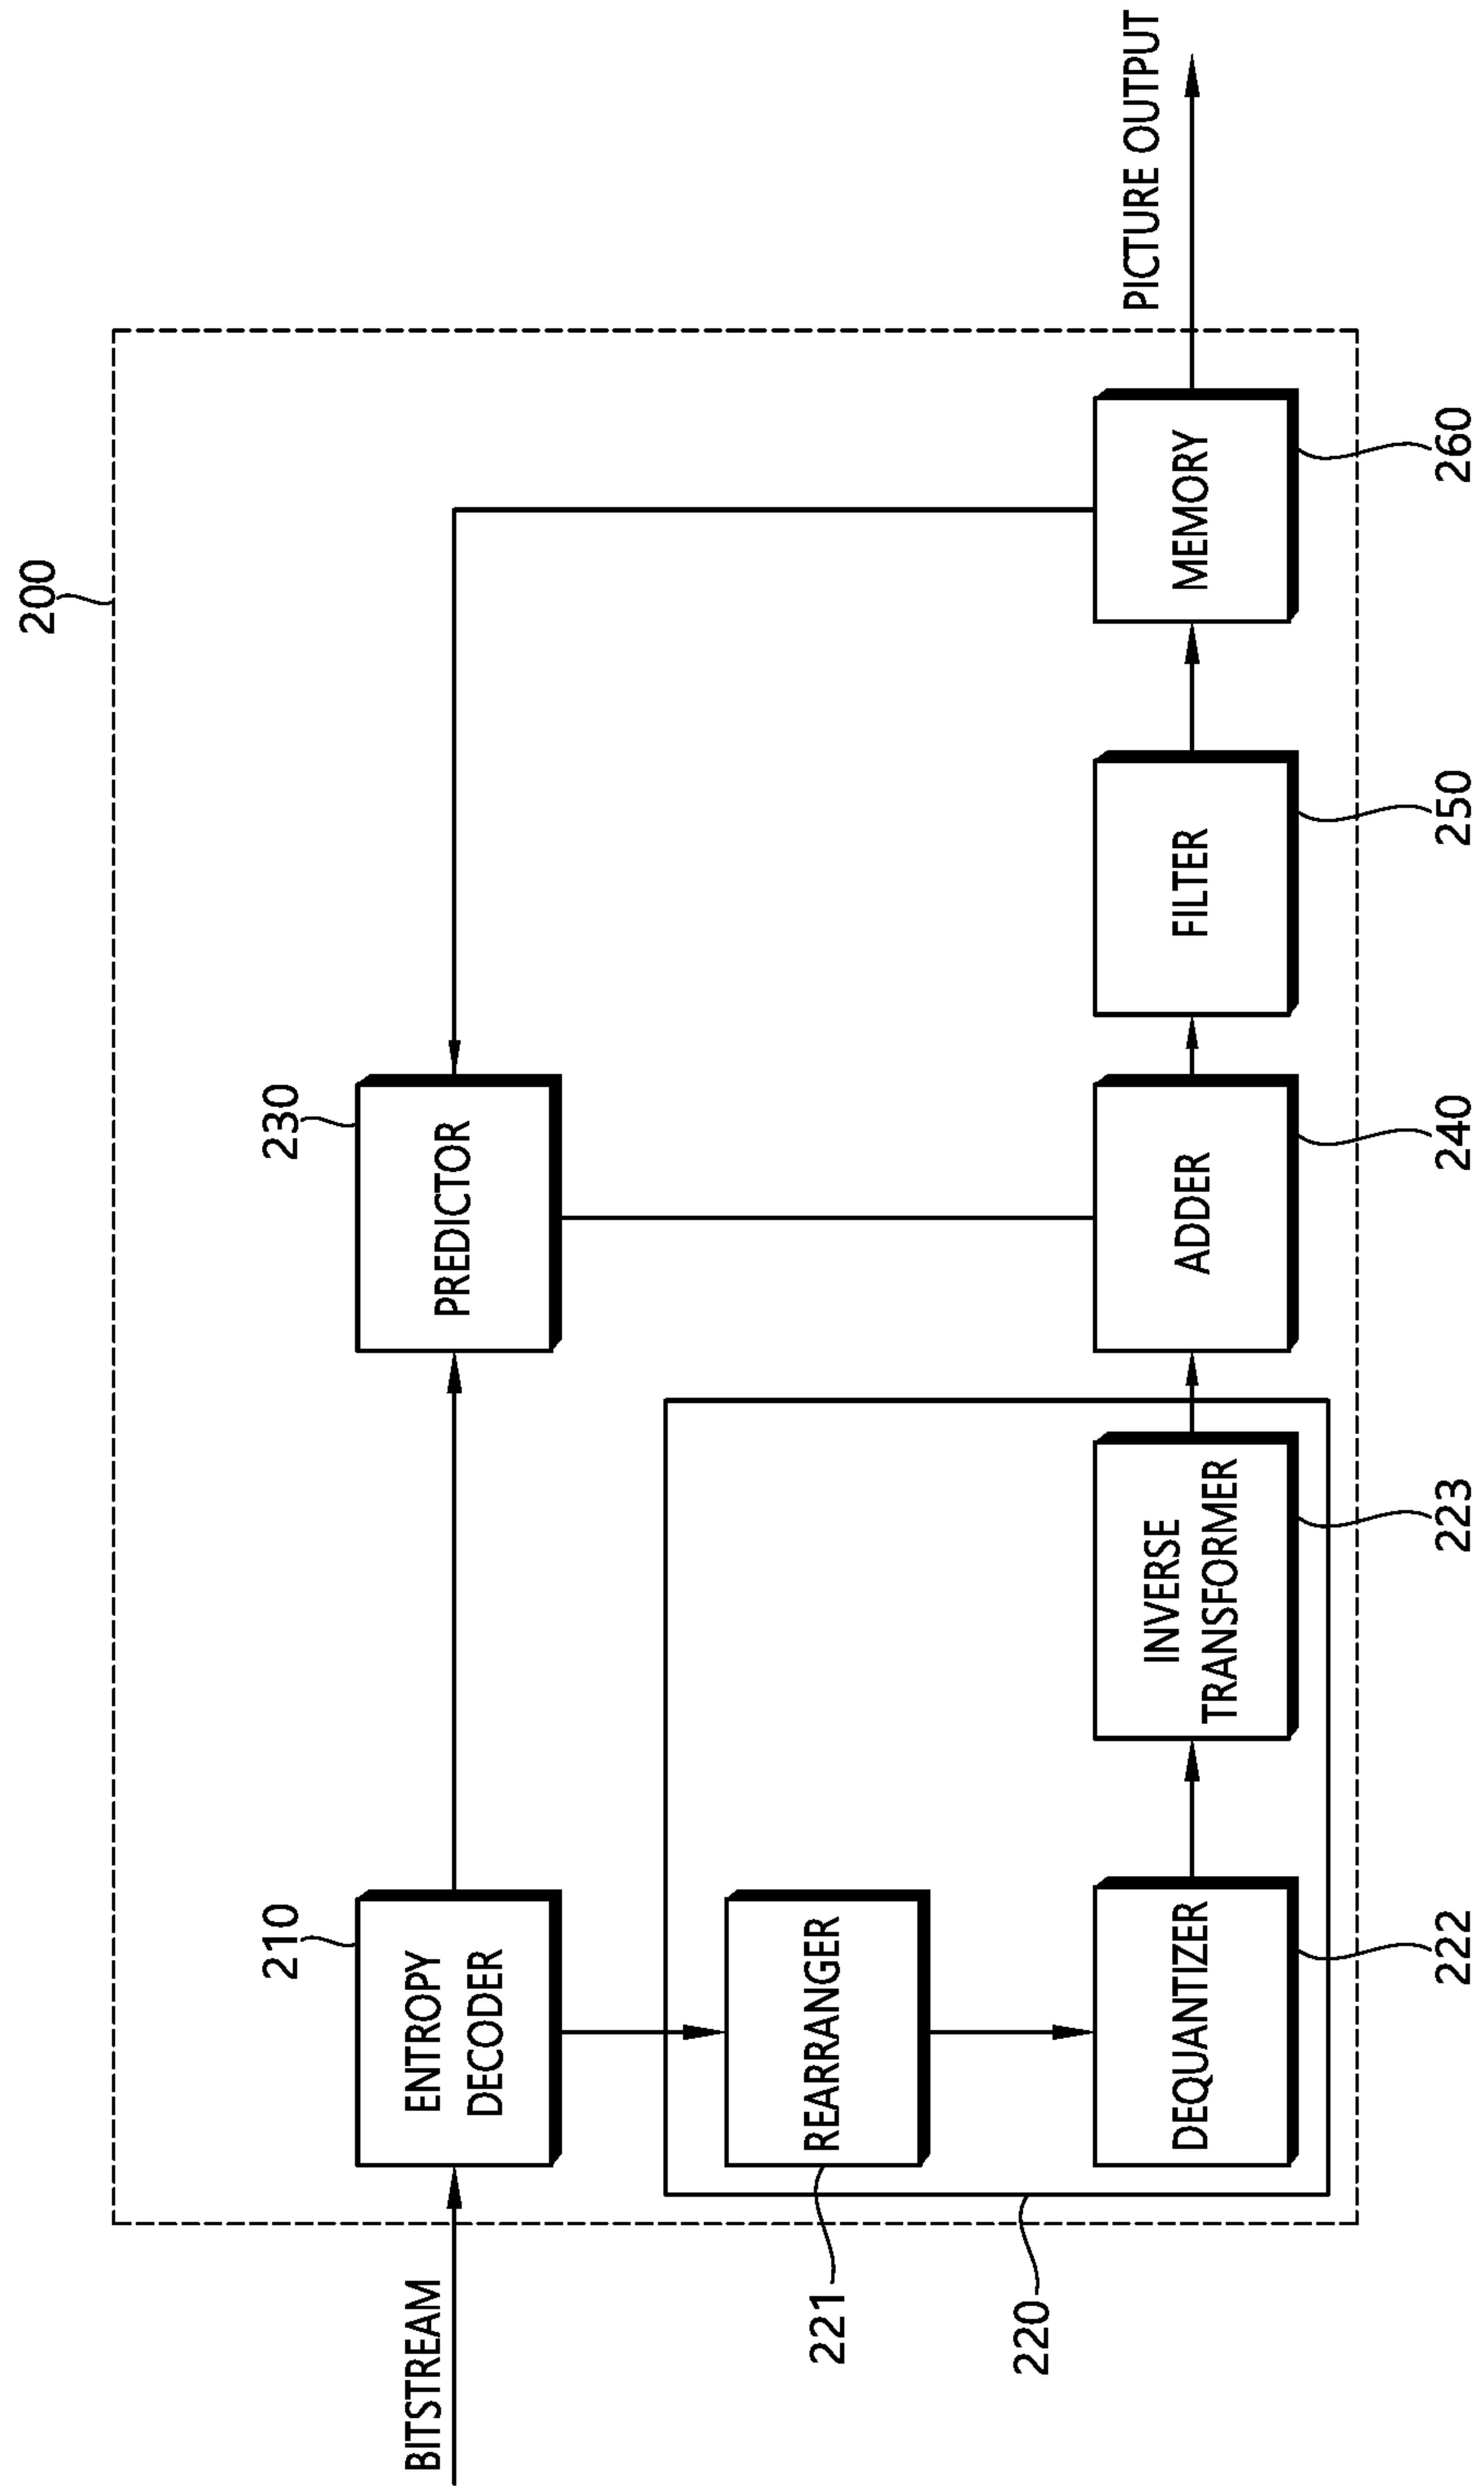 200
210
230
BITSTREAM
ENTROPY
DECODER
PREDICTOR
221
REARRANGER
220
DEQUANTIZER
INVERSE
TRANSFORMER
ADDER
FILTER
MEMORY
PICTURE OUTPUT
222
223
240
250
260